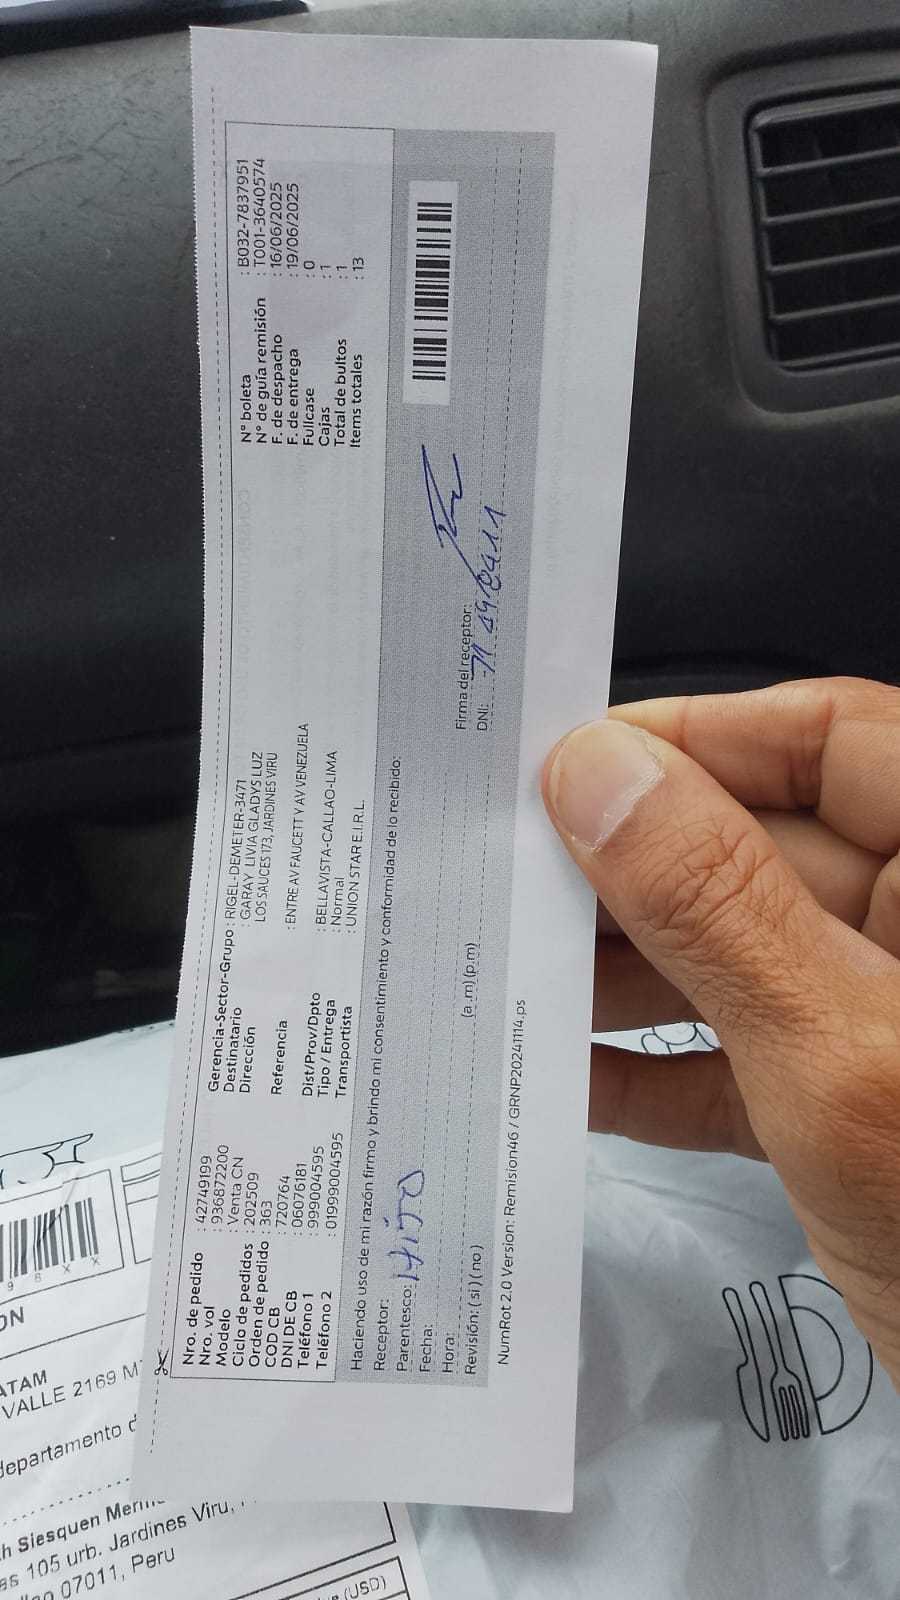 Nro. de pedido : 42749199
Nro. vol : 936872200
Modelo : Venta CN
Ciclo de pedidos : 202509
Orden de pedido : 363
COD CB : 720764
DNI DE CB : 06076181
Teléfono 1 : 999004595
Teléfono 2 : 01999004595
Gerencia-Sector-Grupo : RIGEL-DEMETER-3471
Destinatario : GARAY LIVIA GLADYS LUZ
Dirección LOS SAUCES 173, JARDINES VIRU
Referencia : ENTRE AV FAUCETT Y AV VENEZUELA
Dist/Prov/Dpto : BELLAVISTA-CALLAO-LIMA
Tipo / Entrega : Normal
Transportista : UNION STAR E.I.R.L.
N° boleta : B032-7837951
N° de guía remisión : T001-3640574
F. de despacho : 16/06/2025
F. de entrega : 19/06/2025
Fullcase : 0
Cajas : 1
Total de bultos : 1
Items totales : 13
Haciendo uso de mi razón firmo y brindo mi consentimiento y conformidad de lo recibido:
Receptor:
Parentesco: HIJO
Fecha:
Hora: (a .m) (p.m)
Revisión: ( si ) ( no )
Firma del receptor:
DNI:
NumRot 2.0 Version: Remision46 / GRNP20241114.ps
ON
ATAM
VALLE 2169
departamento
Siesquen
105 urb. Jardines Viru,
07011, Peru
(USD)